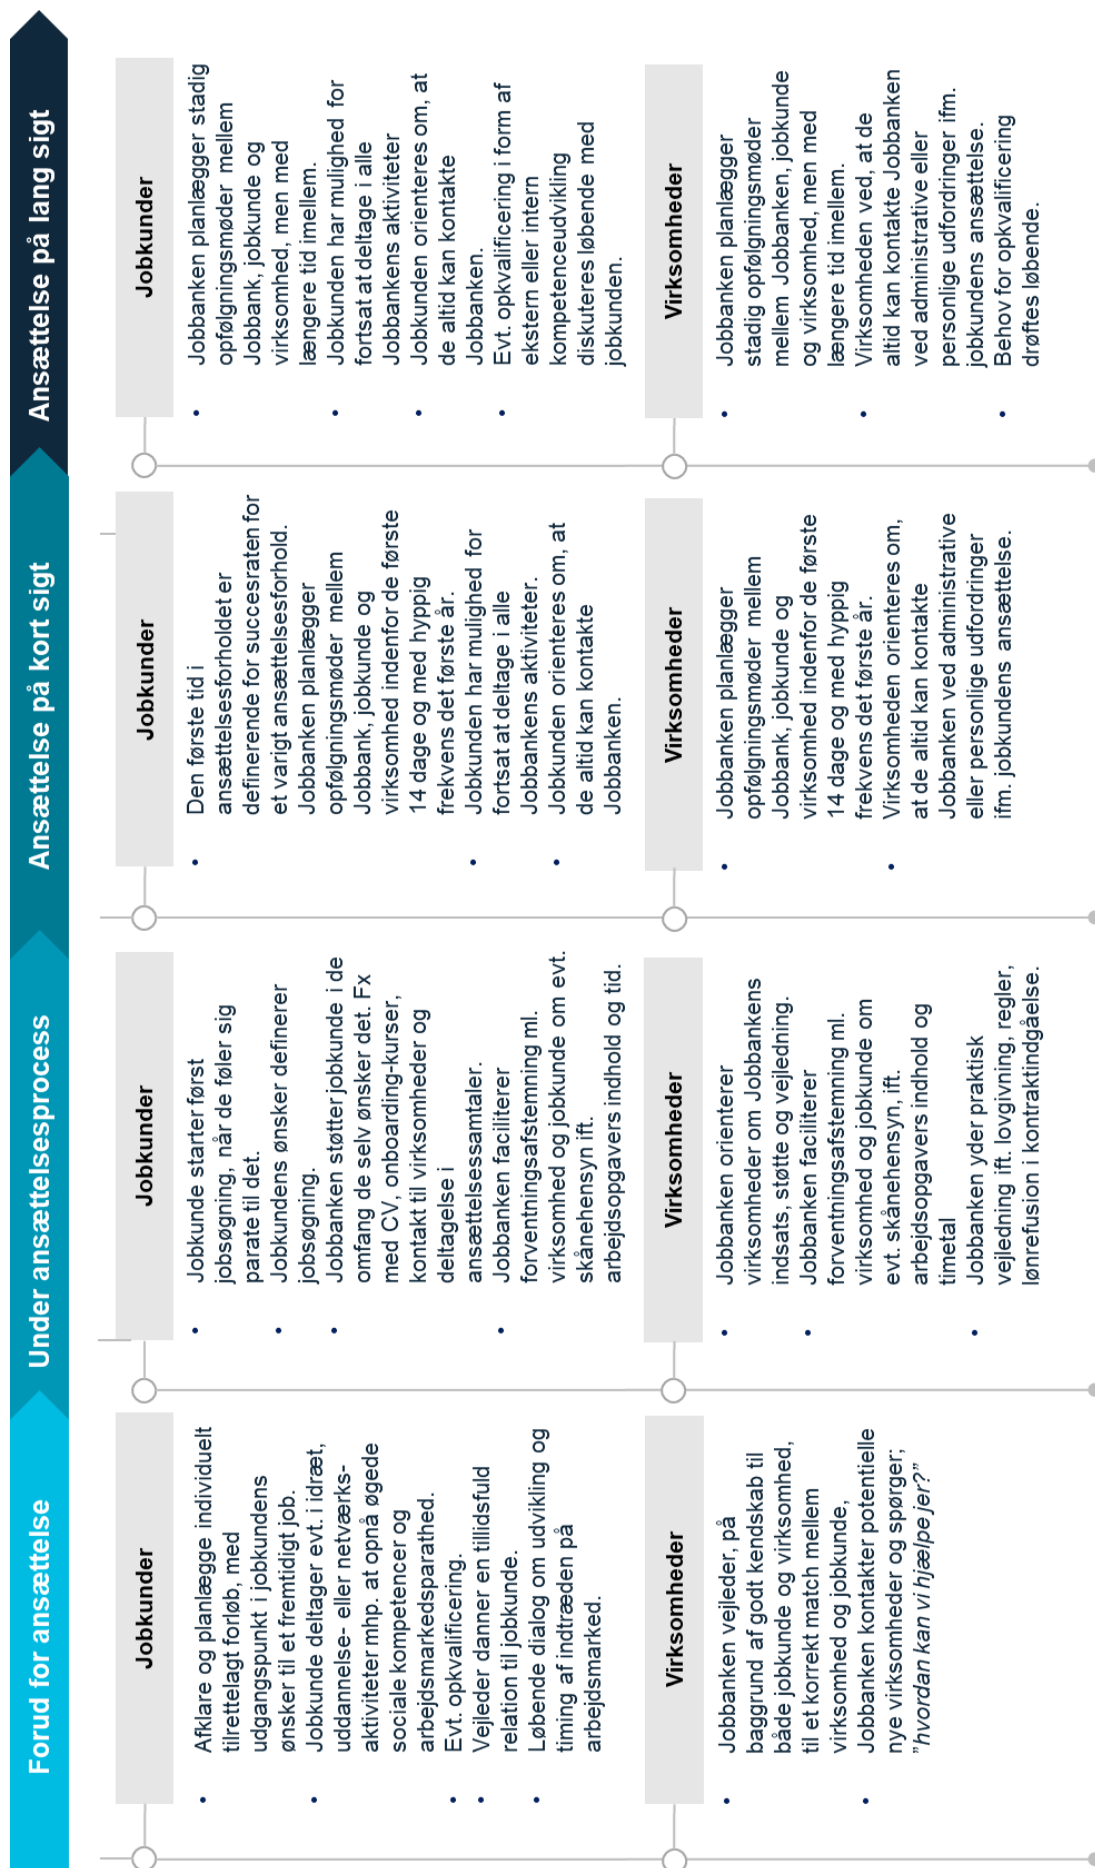 Forud for ansættelse
Under ansættelsesprocess
Ansættelse på kort sigt
Ansættelse på lang sigt
Jobkunder
• Afklare og planlægge individuelt
tilrettelagt forløb, med
udgangspunkt i jobkundens
ønsker til et fremtidigt job.
• Jobkunde deltager evt. i idræt,
uddannelse- eller netværks-
aktiviteter mhp. at opnå øgede
sociale kompetencer og
arbejdsmarkedsparathed.
• Evt. opkvalificering.
• Vejleder danner en tillidsfuld
relation til jobkunde.
• Løbende dialog om udvikling og
timing af indtræden på
arbejdsmarked.
Virksomheder
• Jobbanken vejleder, på
baggrund af godt kendskab til
både jobkunde og virksomhed,
til et korrekt match mellem
virksomhed og jobkunde,
• Jobbanken kontakter potentielle
nye virksomheder og spørger;
"hvordan kan vi hjælpe jer?"
Jobkunder
• Jobkunde starter først
jobsøgning, når de føler sig
parate til det.
• Jobkundens ønsker definerer
jobsøgning.
• Jobbanken støtter jobkunde i de
omfang de selv ønsker det. Fx
med CV, onboarding-kurser,
kontakt til virksomheder og
deltagelse i
ansættelsessamtaler.
• Jobbanken faciliterer
forventningsafstemning ml.
virksomhed og jobkunde om evt.
skånehensyn ift.
arbejdsopgavers indhold og tid.
Virksomheder
• Jobbanken orienterer
virksomheder om Jobbankens
indsats, støtte og vejledning.
• Jobbanken faciliterer
forventningsafstemning ml.
virksomhed og jobkunde om
evt. skånehensyn, ift.
arbejdsopgavers indhold og
timetal
• Jobbanken yder praktisk
vejledning ift. lovgivning, regler,
lønrefusion i kontraktindgåelse.
Jobkunder
• Den første tid i
ansættelsesforholdet er
definerende for succesraten for
et varigt ansættelsesforhold.
Jobbanken planlægger
opfølgningsmøder mellem
Jobbank, jobkunde og
virksomhed indenfor de første
14 dage og med hyppig
frekvens det første år.
• Jobkunden har mulighed for
fortsat at deltage i alle
Jobbankens aktiviteter.
• Jobkunden orienteres om, at
de altid kan kontakte
Jobbanken.
Virksomheder
• Jobbanken planlægger
opfølgningsmøder mellem
Jobbank, jobkunde og
virksomhed indenfor de første
14 dage og med hyppig
frekvens det første år.
• Virksomheden orienteres om,
at de altid kan kontakte
Jobbanken ved administrative
eller personlige udfordringer
ifm. jobkundens ansættelse.
Jobkunder
• Jobbanken planlægger stadig
opfølgningsmøder mellem
Jobbank, jobkunde og
virksomhed, men med
længere tid imellem.
• Jobkunden har mulighed for
fortsat at deltage i alle
Jobbankens aktiviteter
• Jobkunden orienteres om, at
de altid kan kontakte
Jobbanken.
• Evt. opkvalificering i form af
ekstern eller intern
kompetenceudvikling
diskuteres løbende med
jobkunden.
Virksomheder
• Jobbanken planlægger
stadig opfølgningsmøder
mellem Jobbanken, jobkunde
og virksomhed, men med
længere tid imellem.
• Virksomheden ved, at de
altid kan kontakte Jobbanken
ved administrative eller
personlige udfordringer ifm.
jobkundens ansættelse.
• Behov for opkvalificering
drøftes løbende.